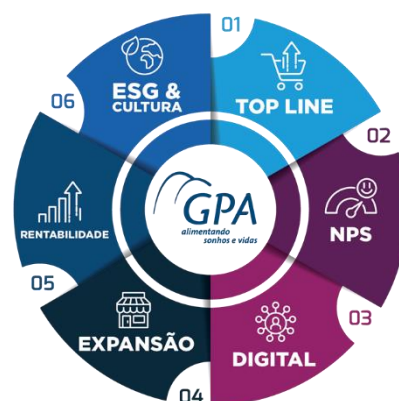 01
TOP LINE
02
NPS
03
DIGITAL
04
EXPANSÃO
05
RENTABILIDADE
06
ESG &
CULTURA
GPA
alimentando
sonhos e vidas